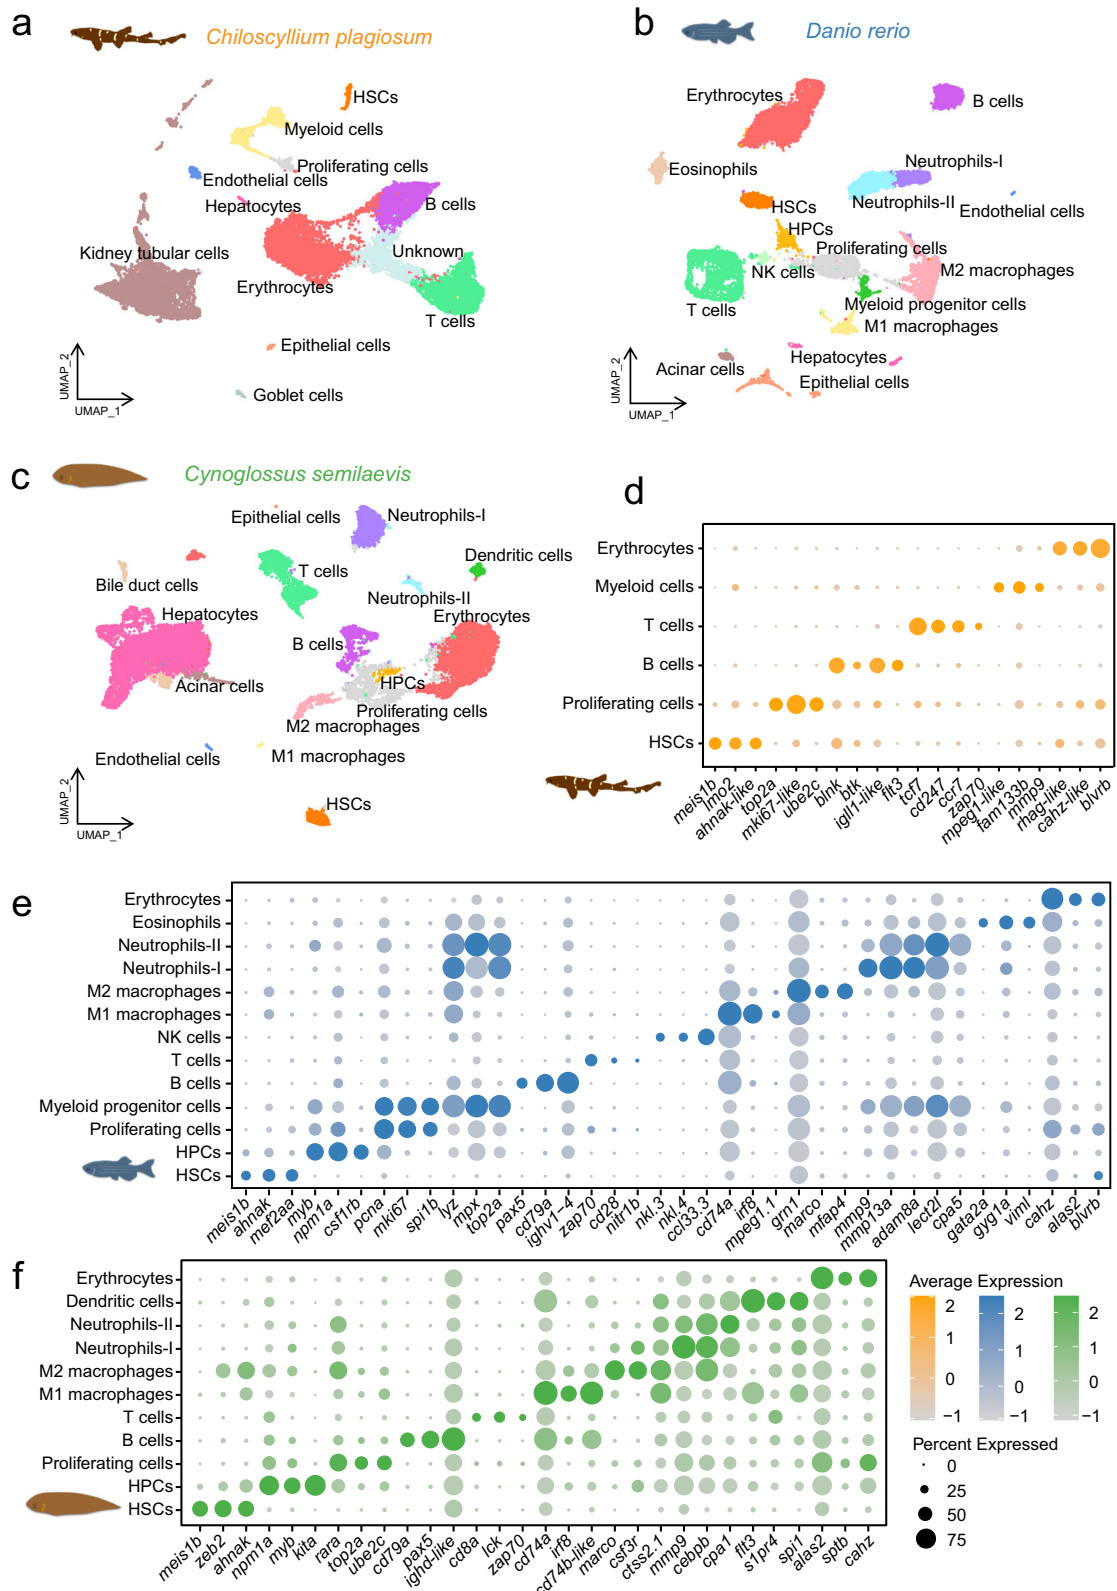 a
Chiloscyllium plagiosum
HSCs
Myeloid cells
Proliferating cells
Endothelial cells
Hepatocytes
B cells
Kidney tubular cells
Unknown
Erythrocytes
T cells
Epithelial cells
Goblet cells
UMAP_2
UMAP_1
b
Danio rerio
Erythrocytes
B cells
Eosinophils
Neutrophils-I
HSCs
Neutrophils-II
Endothelial cells
HPCs
Proliferating cells
NK cells
M2 macrophages
T cells
Myeloid progenitor cells
M1 macrophages
Hepatocytes
Acinar cells
Epithelial cells
UMAP_2
UMAP_1
c
Cynoglossus semilaevis
Epithelial cells
Neutrophils-I
Dendritic cells
T cells
Bile duct cells
Neutrophils-II
Hepatocytes
Erythrocytes
B cells
Acinar cells
HPCs
Proliferating cells
M2 macrophages
Endothelial cells
M1 macrophages
HSCs
UMAP_2
UMAP_1
d
Erythrocytes
Myeloid cells
T cells
B cells
Proliferating cells
HSCs
meis1b
lmo2
ahnak-like
top2a
mki67-like
ube2c
blnk
btk
igll1-like
flt3
tcf7
cd247
ccr7
zap70
mpeg1-like
fam133b
mmp9
rhag-like
cahz-like
blvrb
e
Erythrocytes
Eosinophils
Neutrophils-II
Neutrophils-I
M2 macrophages
M1 macrophages
NK cells
T cells
B cells
Myeloid progenitor cells
Proliferating cells
HPCs
HSCs
meis1b
ahnak
mef2aa
myb
npm1a
csf1rb
pcna
mki67
spi1b
lyz
mpx
top2a
pax5
cd79a
ighv1-4
zap70
cd28
nitr1b
nkl.3
nkl.4
ccl33.3
cd74a
irf8
mpeg1.1
grn1
marco
mfap4
mmp9
mmp13a
adam8a
lect2l
cpa5
gata2a
gyg1a
viml
cahz
alas2
blvrb
f
Erythrocytes
Dendritic cells
Neutrophils-II
Neutrophils-I
M2 macrophages
M1 macrophages
T cells
B cells
Proliferating cells
HPCs
HSCs
meis1b
zeb2
ahnak
npm1a
myb
kita
rara
top2a
ube2c
cd79a
pax5
ighd-like
cd8a
lck
zap70
cd74a
irf8
cd74b-like
marco
csf3r
ctss2.1
mmp9
cebpb
cpa1
flt3
s1pr4
spi1
alas2
sptb
cahz
Average Expression
2
1
0
−1
2
1
0
−1
2
1
0
−1
Percent Expressed
0
25
50
75